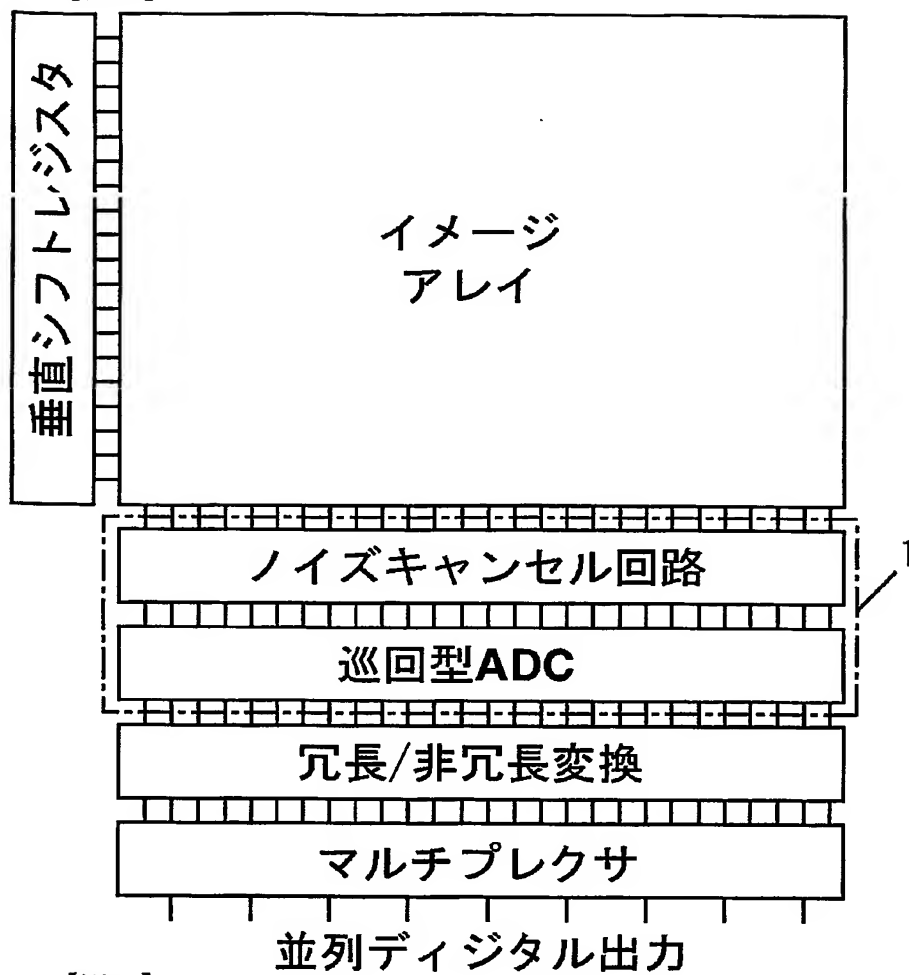 垂直シフトレジスタ
イメージ
アレイ
ノイズキャンセル回路
1
巡回型ADC
冗長/非冗長変換
マルチプレクサ
並列ディジタル出力